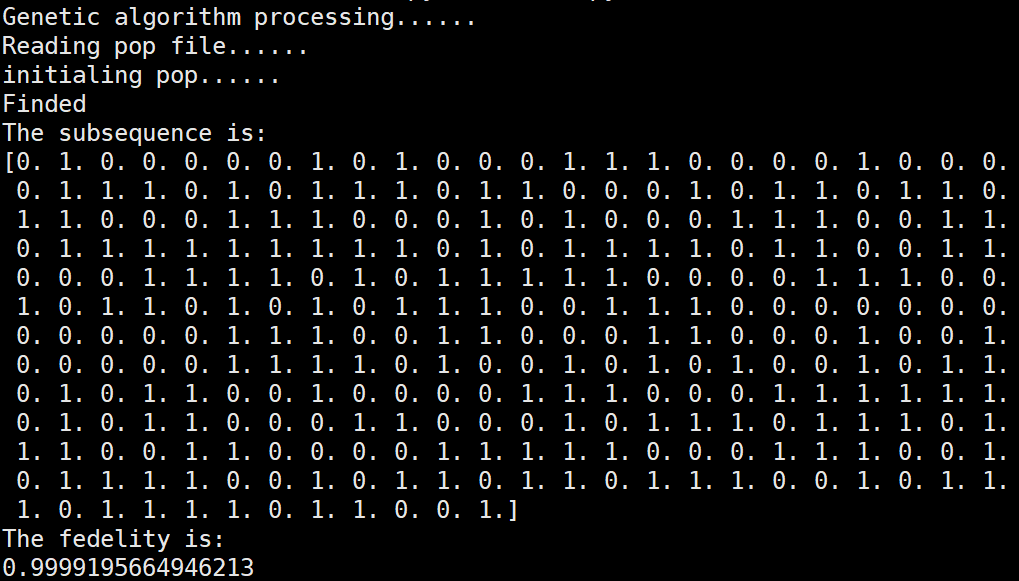 Genetic algorithm processing......
Reading pop file......
initialing pop......
Finded
The subsequence is:
[0. 1. 0. 0. 0. 0. 0. 1. 0. 1. 0. 0. 0. 1. 1. 1. 0. 0. 0. 0. 1. 0. 0. 0.
0. 1. 1. 1. 0. 1. 0. 1. 1. 1. 0. 1. 1. 0. 0. 0. 1. 0. 1. 1. 0. 1. 1. 0.
1. 1. 0. 0. 0. 1. 1. 1. 0. 0. 0. 1. 0. 1. 0. 0. 0. 1. 1. 1. 0. 0. 1. 1.
0. 1. 1. 1. 1. 1. 1. 1. 1. 1. 0. 1. 0. 1. 1. 1. 1. 0. 1. 1. 0. 0. 1. 1.
0. 0. 0. 1. 1. 1. 1. 0. 1. 0. 1. 1. 1. 1. 1. 0. 0. 0. 0. 1. 1. 1. 0. 0.
1. 0. 1. 1. 0. 1. 0. 1. 0. 1. 1. 1. 0. 0. 1. 1. 1. 0. 0. 0. 0. 0. 0. 0.
0. 0. 0. 0. 0. 1. 1. 1. 0. 0. 1. 1. 0. 0. 0. 1. 1. 0. 0. 0. 1. 0. 0. 1.
0. 0. 0. 0. 0. 1. 1. 1. 1. 0. 1. 0. 0. 1. 0. 1. 0. 1. 0. 0. 1. 0. 1. 1.
0. 1. 0. 1. 1. 0. 0. 1. 0. 0. 0. 0. 1. 1. 1. 0. 0. 0. 1. 1. 1. 1. 1. 1.
0. 1. 0. 1. 1. 0. 0. 0. 1. 1. 0. 0. 0. 1. 0. 1. 1. 1. 0. 1. 1. 1. 0. 1.
1. 1. 0. 0. 1. 1. 0. 0. 0. 0. 1. 1. 1. 1. 1. 0. 0. 0. 1. 1. 1. 0. 0. 1.
0. 1. 1. 1. 1. 0. 0. 1. 0. 1. 1. 0. 1. 1. 0. 1. 1. 1. 0. 0. 1. 0. 1. 1.
1. 0. 1. 1. 1. 1. 0. 1. 1. 0. 0. 1.]
The fedelity is:
0.9999195664946213